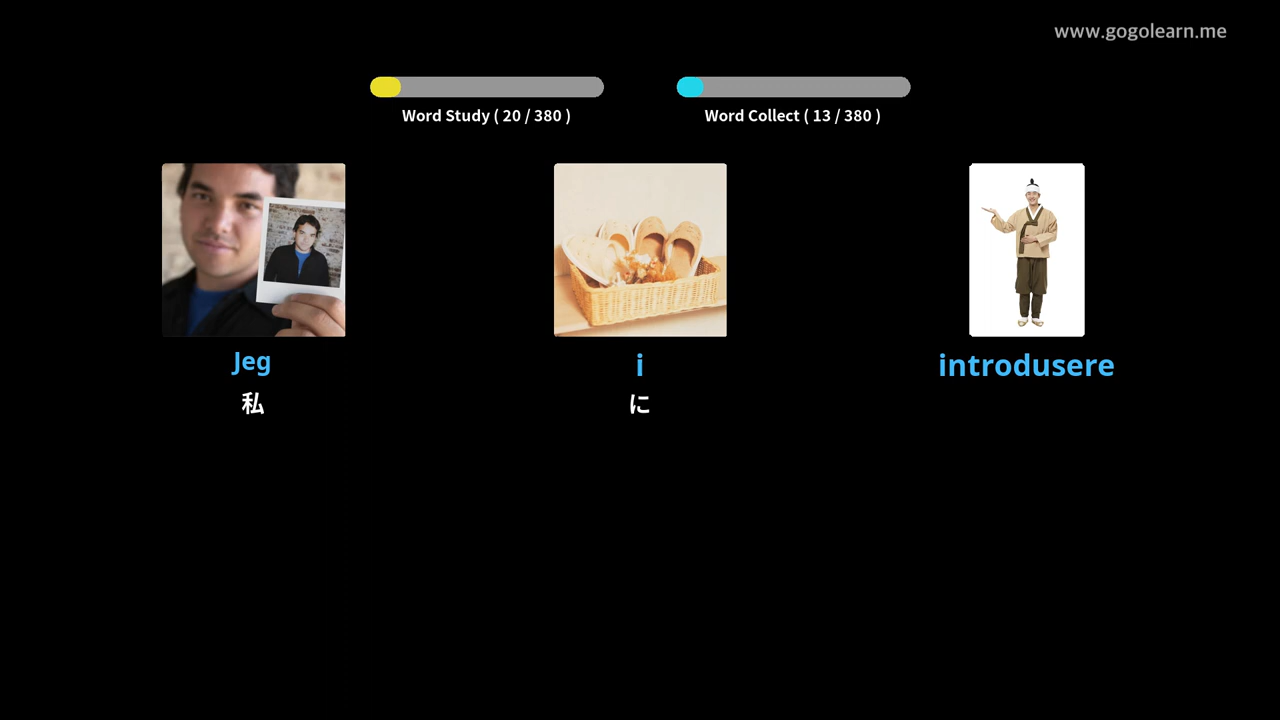 www.gogolearn.me
Word Study ( 20 / 380 )
Word Collect ( 13 / 380 )
Jeg
i
introdusere
私
に